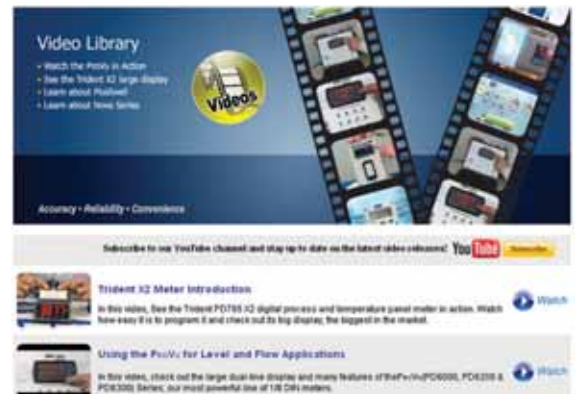 Video Library
• Watch the ProVu in Action
• See the Trident X2 large display
• Learn about
• Learn about Nova Series
Videos
Accuracy • Reliability • Convenience
Subscribe to our YouTube channel and stay up to date on the latest video releases! YouTube Subscribe
Trident X2 Meter Introduction
In this video, See the Trident PD765 X2 digital process and temperature panel meter in action. Watch
how easy it is to program it and check out its big display, the biggest in the market.
Watch
Using the ProVu for Level and Flow Applications
In this video, check out the large dual-line display and many features of the ProVu (PD6000, PD6200 &
PD6300) Series; our most powerful line of 1/8 DIN meters.
Watch